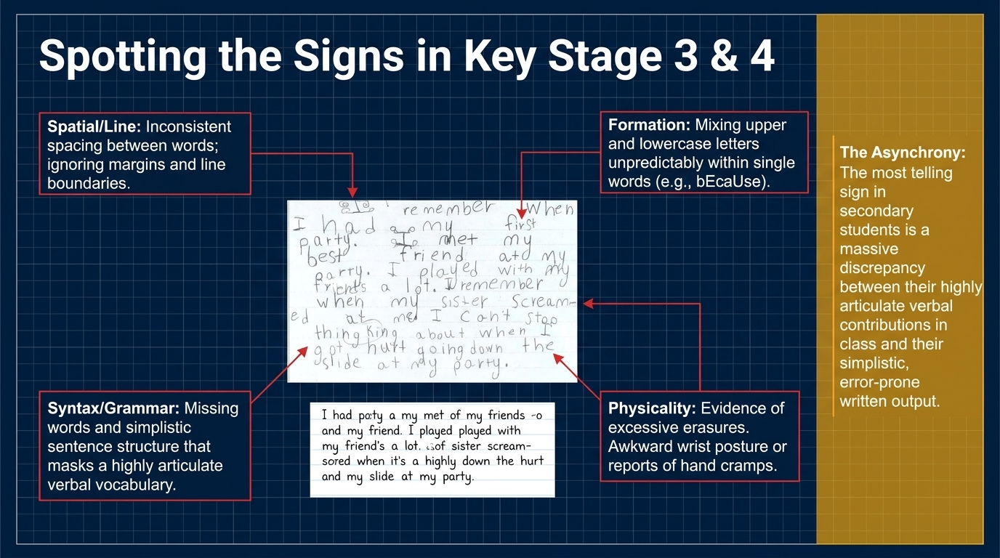 Spotting the Signs in Key Stage 3 & 4
Spatial/Line: Inconsistent
spacing between words;
ignoring margins and line
boundaries.
Formation: Mixing upper
and lowercase letters
unpredictably within single
words (e.g., bEcaUse).
remember When
I had my first
party. I met my
best friend at my
party. I played with my
friends a lot. I remember
when my sister Scream-
ed at me I Can't stop
thingking about when I
got hurt going down the
slide at my party.
Syntax/Grammar: Missing
words and simplistic
sentence structure that
masks a highly articulate
verbal vocabulary.
I had party a my met of my friends -o
and my friend. I played played with
my friend's a lot. sof sister scream-
sored when it's a highly down the hurt
and my slide at my party.
Physicality: Evidence of
excessive erasures.
Awkward wrist posture or
reports of hand cramps.
The Asynchrony:
The most telling
sign in
secondary
students is a
massive
discrepancy
between their highly
articulate verbal
contributions in
class and their
simplistic,
error-prone
written output.